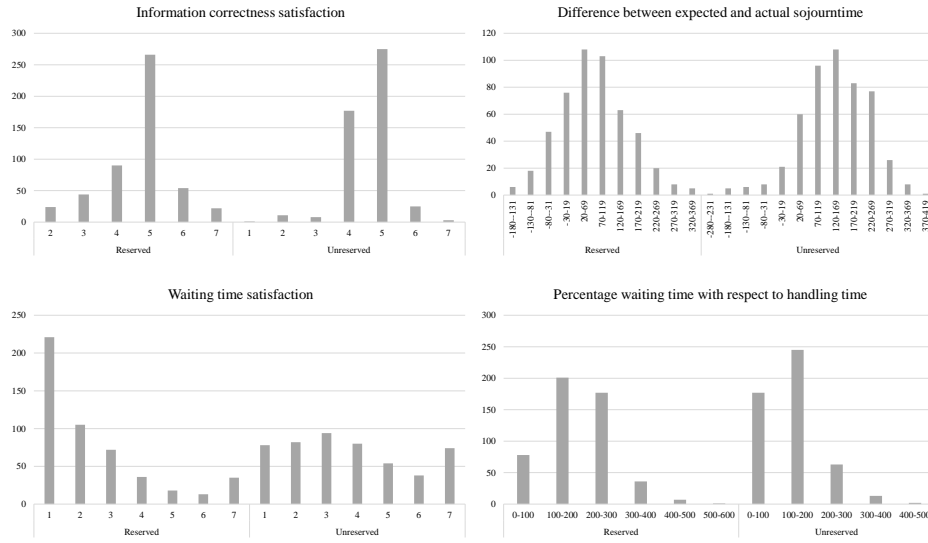 Information correctness satisfaction
300
250
200
150
100
50
0
2 3 4 5 6 7 1 2 3 4 5 6 7
Reserved Unreserved
Difference between expected and actual sojourntime
120
100
80
60
40
20
0
-180--131 -130--81 -80--31 -30-19 20-69 70-119 120-169 170-219 220-269 270-319 320-369 -280--231 -180--131 -130-81 -80--31 -30-19 20-69 70-119 120-169 170-219 220-269 270-319 320-369 370-419
Reserved Unreserved
Waiting time satisfaction
250
200
150
100
50
0
1 2 3 4 5 6 7 1 2 3 4 5 6 7
Reserved Unreserved
Percentage waiting time with respect to handling time
300
250
200
150
100
50
0
0-100 100-200 200-300 300-400 400-500 500-600 0-100 100-200 200-300 300-400 400-500
Reserved Unreserved